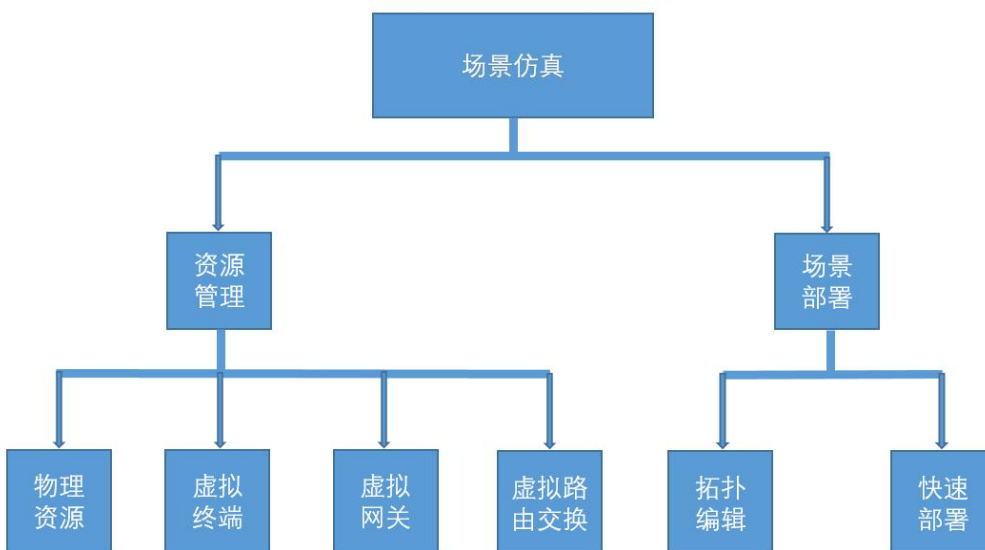 场景仿真
资源
管理
场景
部署
物理
资源
虚拟
终端
虚拟
网关
虚拟路
由交换
拓扑
编辑
快速
部署